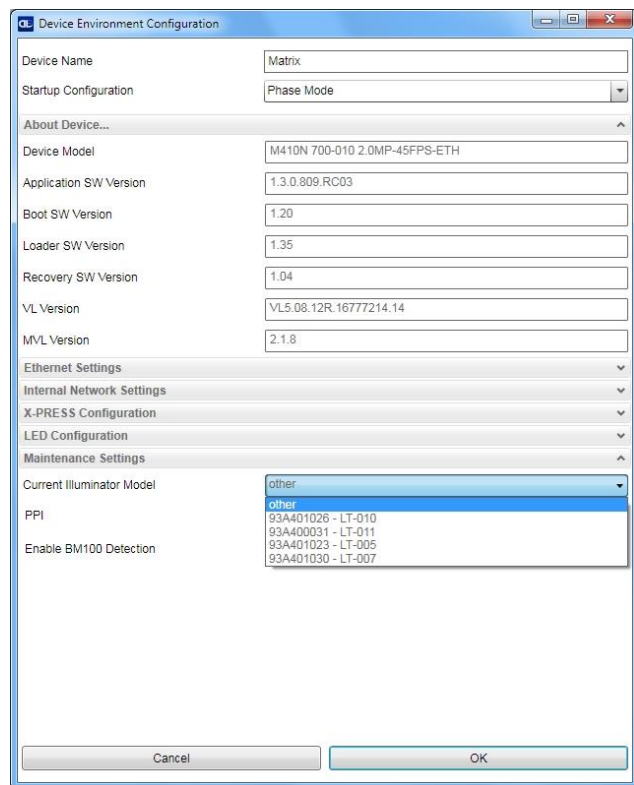 DL Device Environment Configuration
Device Name Matrix
Startup Configuration Phase Mode
About Device...
Device Model M410N 700-010 2.0MP-45FPS-ETH
Application SW Version 1.3.0.809.RC03
Boot SW Version 1.20
Loader SW Version 1.35
Recovery SW Version 1.04
VL Version VL5.08.12R.16777214.14
MVL Version 2.1.8
Ethernet Settings
Internal Network Settings
X-PRESS Configuration
LED Configuration
Maintenance Settings
Current Illuminator Model other
other
PPI 93A401026 - LT-010
93A400031 - LT-011
Enable BM100 Detection 93A401023 - LT-005
93A401030 - LT-007
Cancel OK